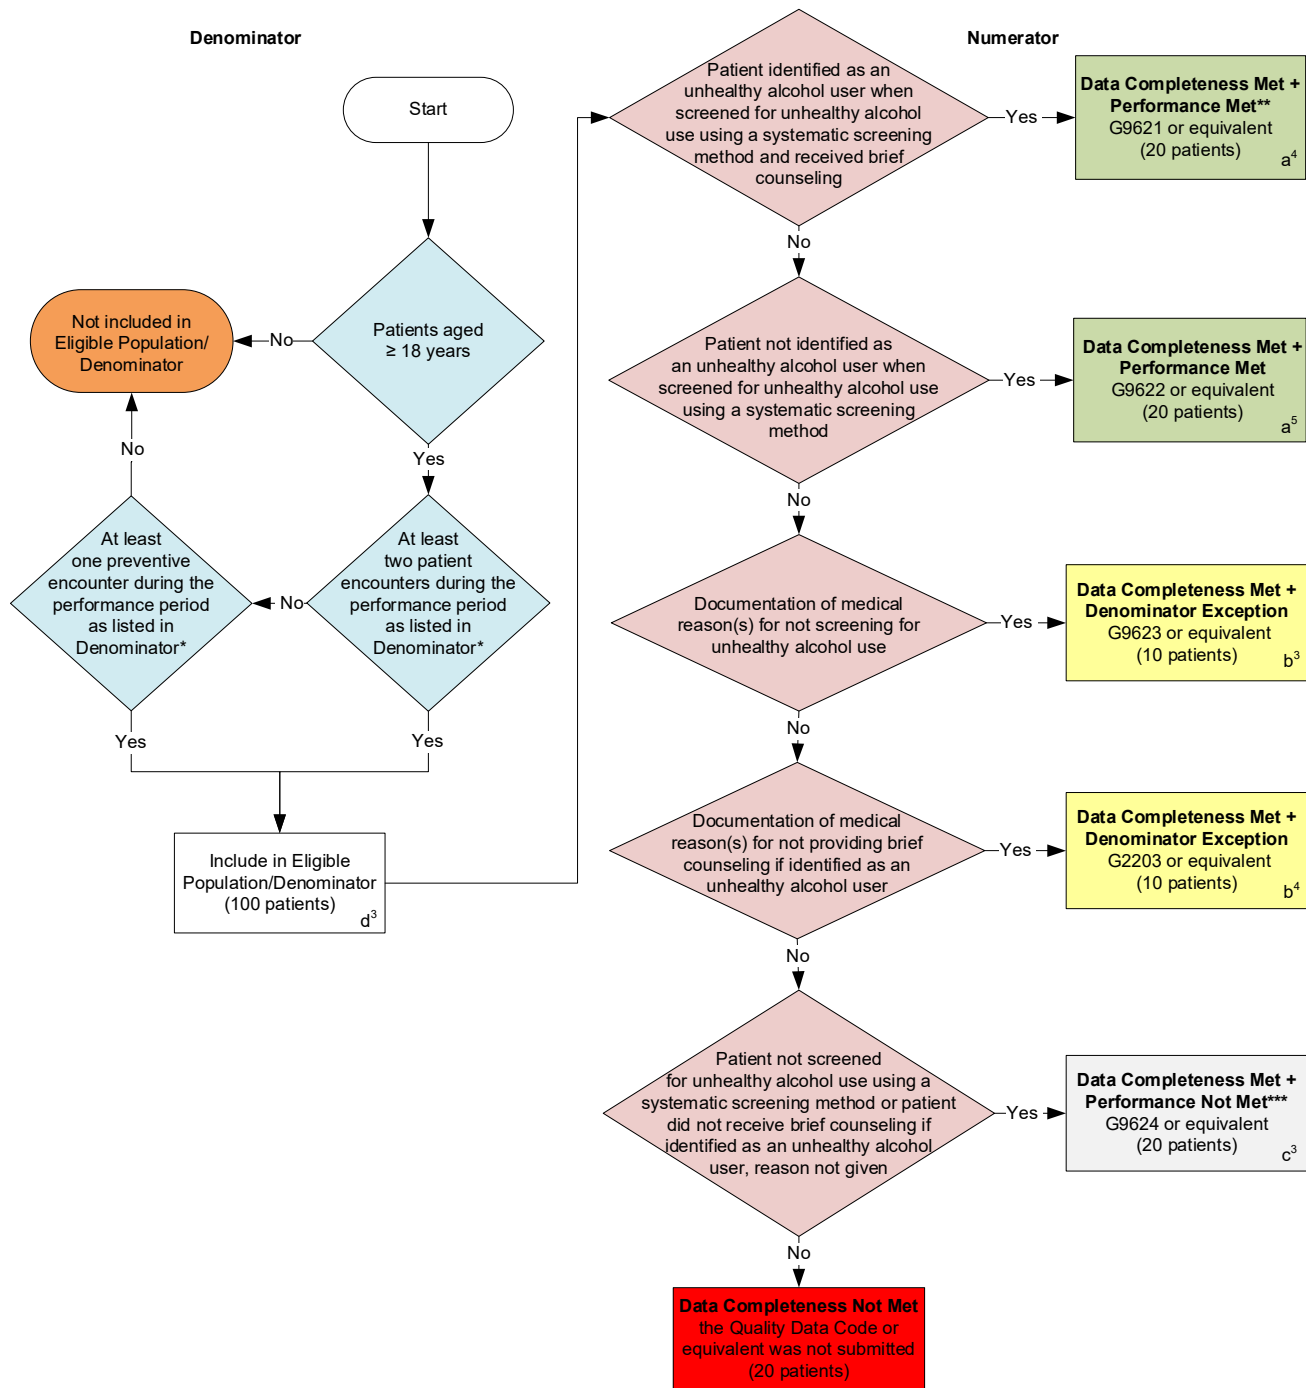 Denominator
Start
Patients aged
≥ 18 years
No
Not included in
Eligible Population/
Denominator
Yes
At least
two patient
encounters during the
performance period
as listed in
Denominator*
No
At least
one preventive
encounter during the
performance period
as listed in
Denominator*
No
Yes
Yes
Include in Eligible
Population/Denominator
(100 patients)
d³
Numerator
Patient identified as an
unhealthy alcohol user when
screened for unhealthy alcohol
use using a systematic screening
method and received brief
counseling
Yes
Data Completeness Met +
Performance Met**
G9621 or equivalent
(20 patients)
a⁴
No
Patient not identified as
an unhealthy alcohol user when
screened for unhealthy alcohol use
using a systematic screening
method
Yes
Data Completeness Met +
Performance Met
G9622 or equivalent
(20 patients)
a⁵
No
Documentation of medical
reason(s) for not screening for
unhealthy alcohol use
Yes
Data Completeness Met +
Denominator Exception
G9623 or equivalent
(10 patients)
b³
No
Documentation of medical
reason(s) for not providing brief
counseling if identified as an
unhealthy alcohol user
Yes
Data Completeness Met +
Denominator Exception
G2203 or equivalent
(10 patients)
b⁴
No
Patient not screened
for unhealthy alcohol use using a
systematic screening method or patient
did not receive brief counseling if
identified as an unhealthy alcohol
user, reason not given
Yes
Data Completeness Met +
Performance Not Met***
G9624 or equivalent
(20 patients)
c³
No
Data Completeness Not Met
the Quality Data Code or
equivalent was not submitted
(20 patients)